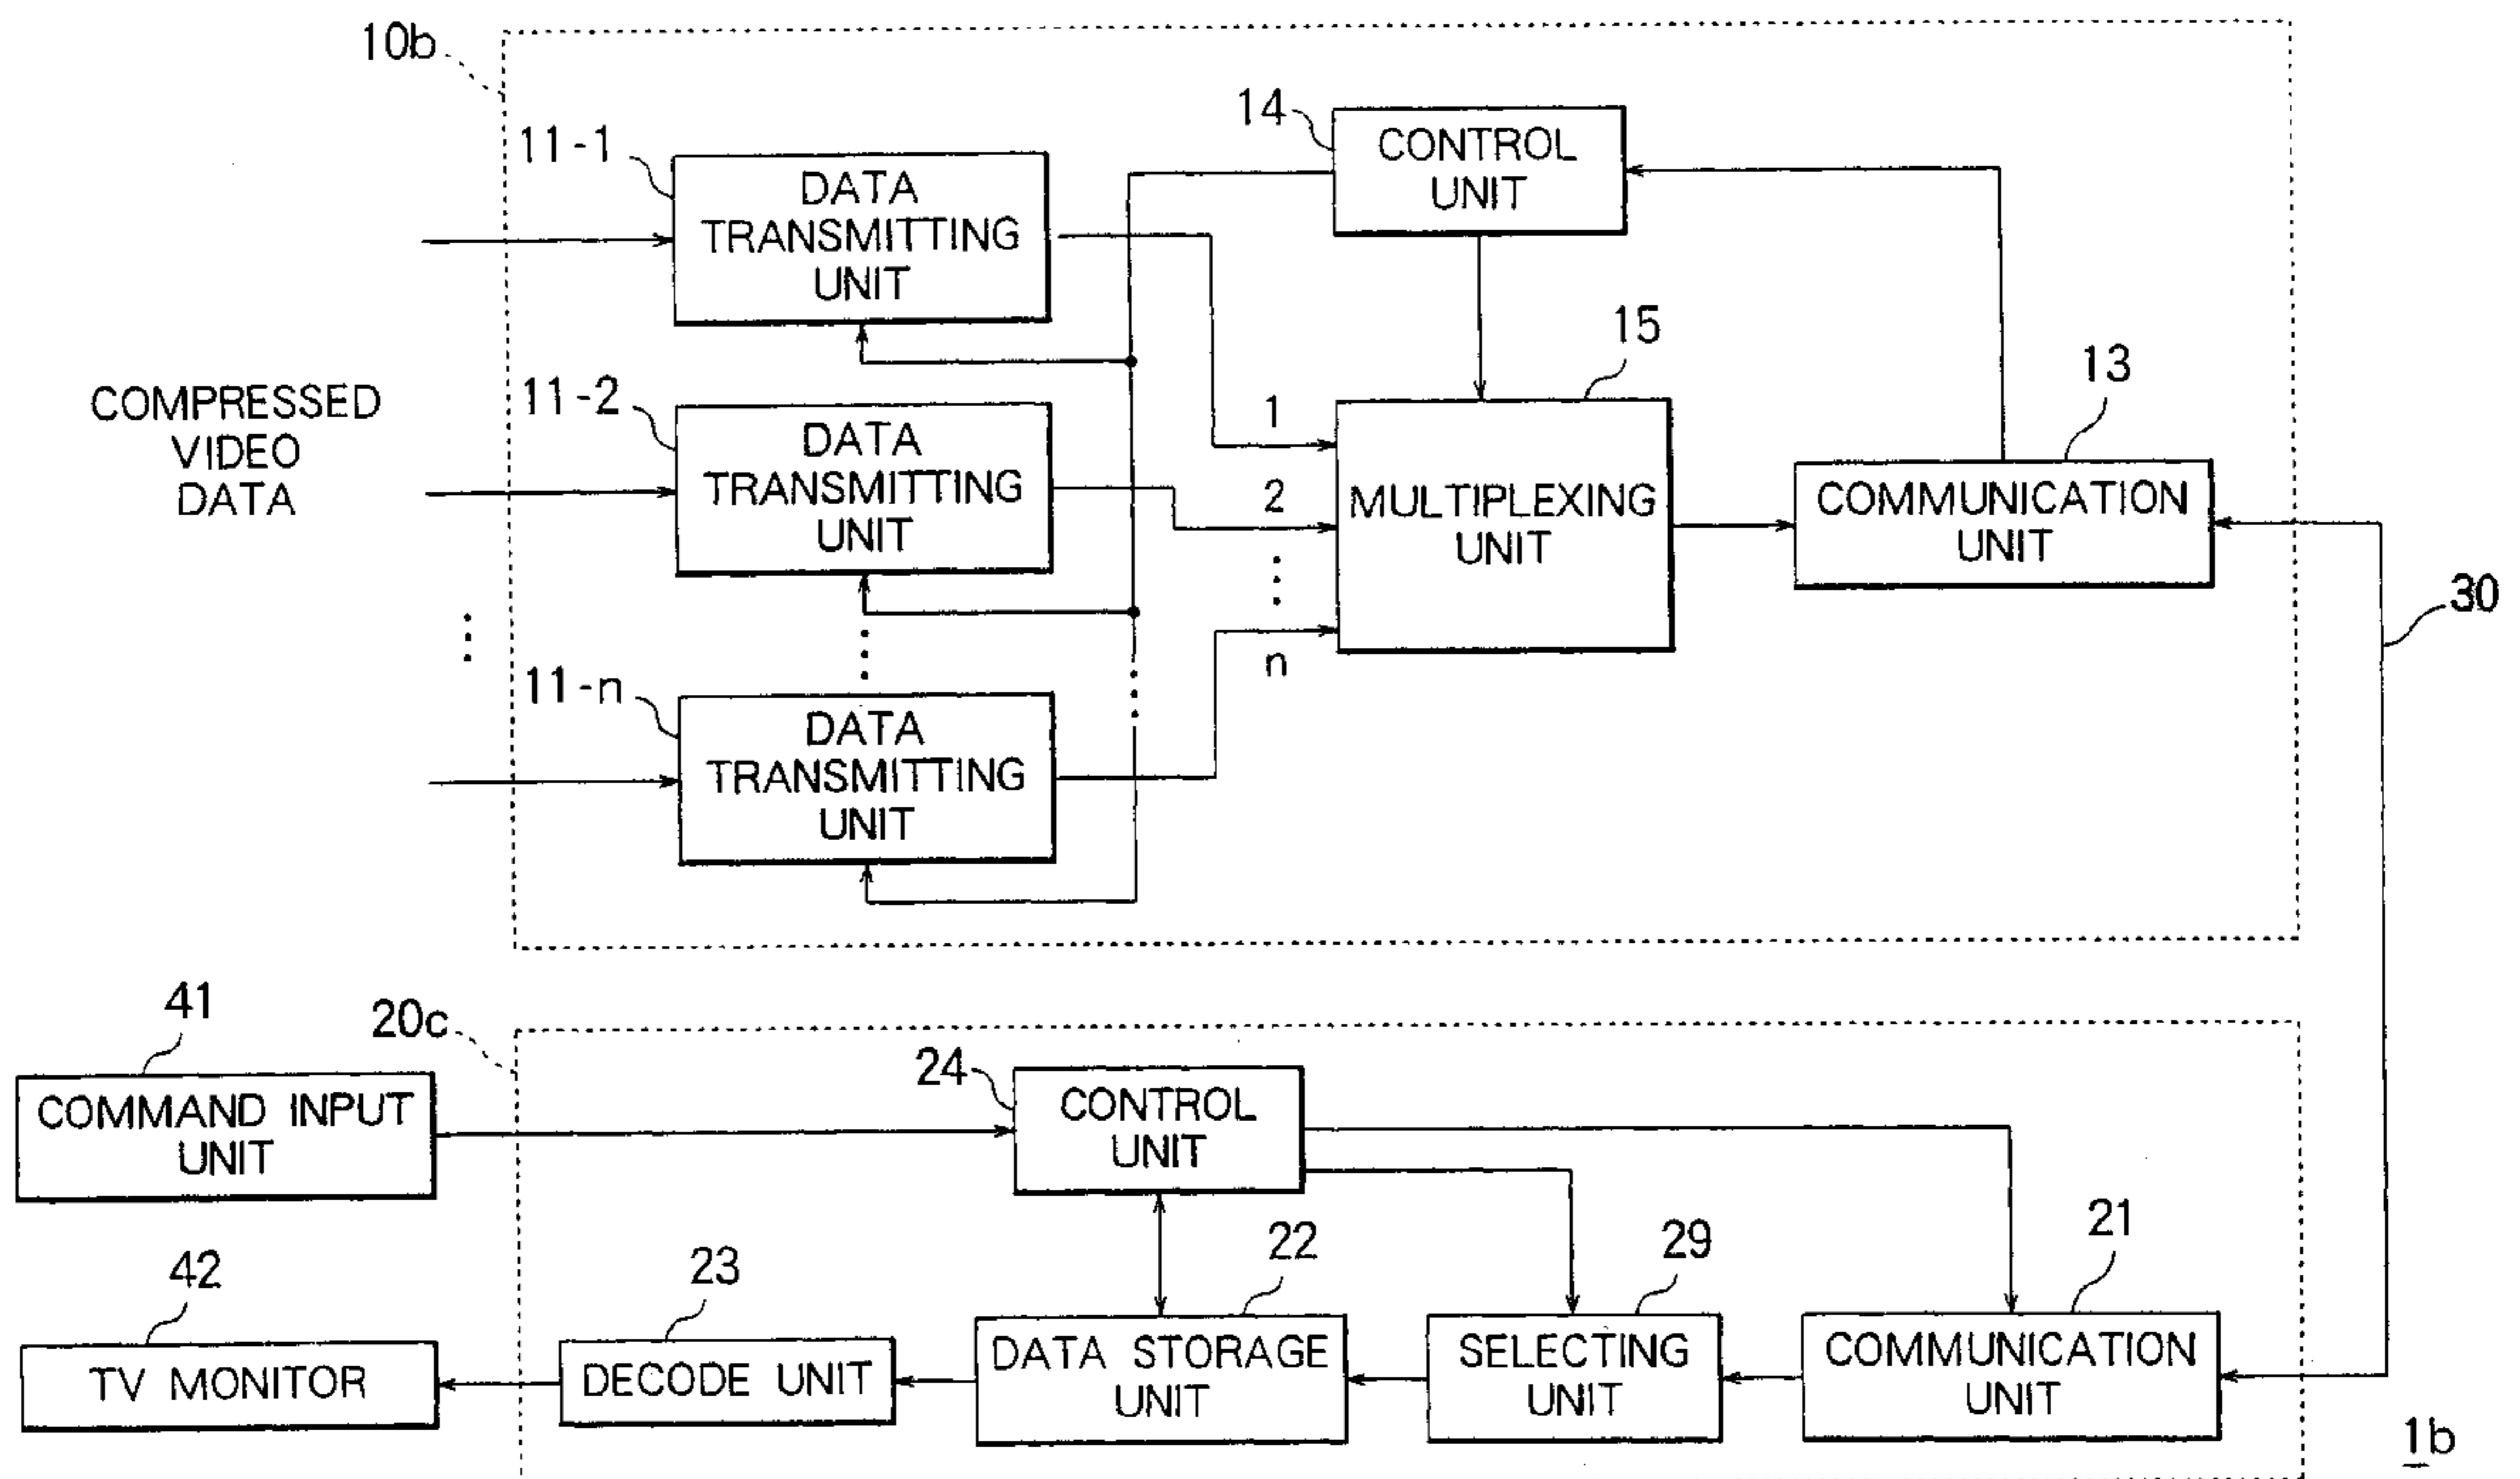 10b
14
CONTROL
UNIT
11-1
DATA
TRANSMITTING
UNIT
15
13
COMPRESSED
VIDEO
DATA
11-2
DATA
TRANSMITTING
UNIT
1
2
n
MULTIPLEXING
UNIT
COMMUNICATION
UNIT
30
11-n
DATA
TRANSMITTING
UNIT
41
COMMAND INPUT
UNIT
20c
24
CONTROL
UNIT
42
TV MONITOR
23
DECODE UNIT
22
DATA STORAGE
UNIT
29
SELECTING
UNIT
21
COMMUNICATION
UNIT
1b